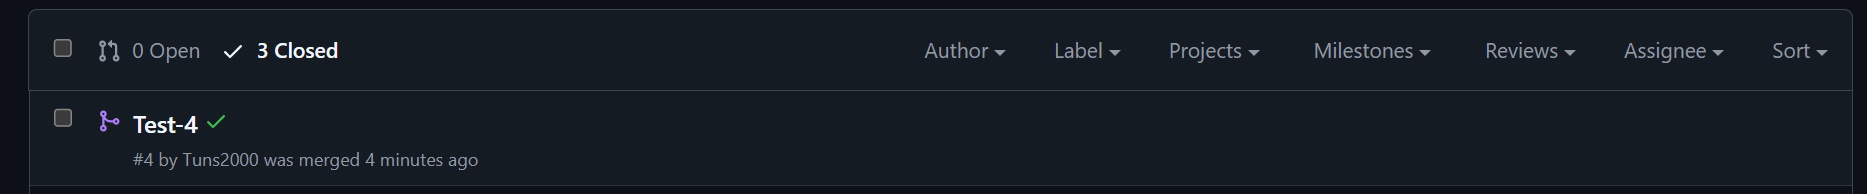 0 Open 3 Closed Author Label Projects Milestones Reviews Assignee Sort
Test-4
#4 by Tuns2000 was merged 4 minutes ago